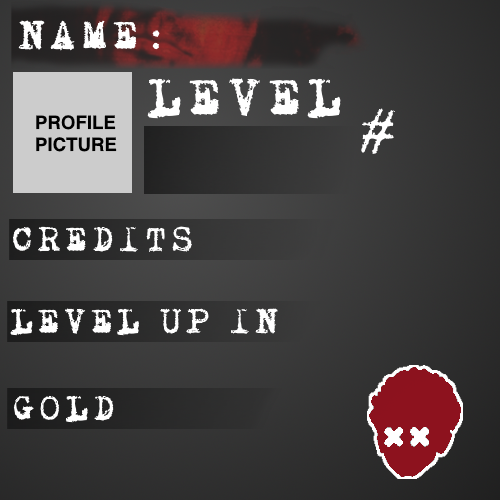 NAME:
LEVEL
#
PROFILE
PICTURE
CREDITS
LEVEL UP IN
GOLD